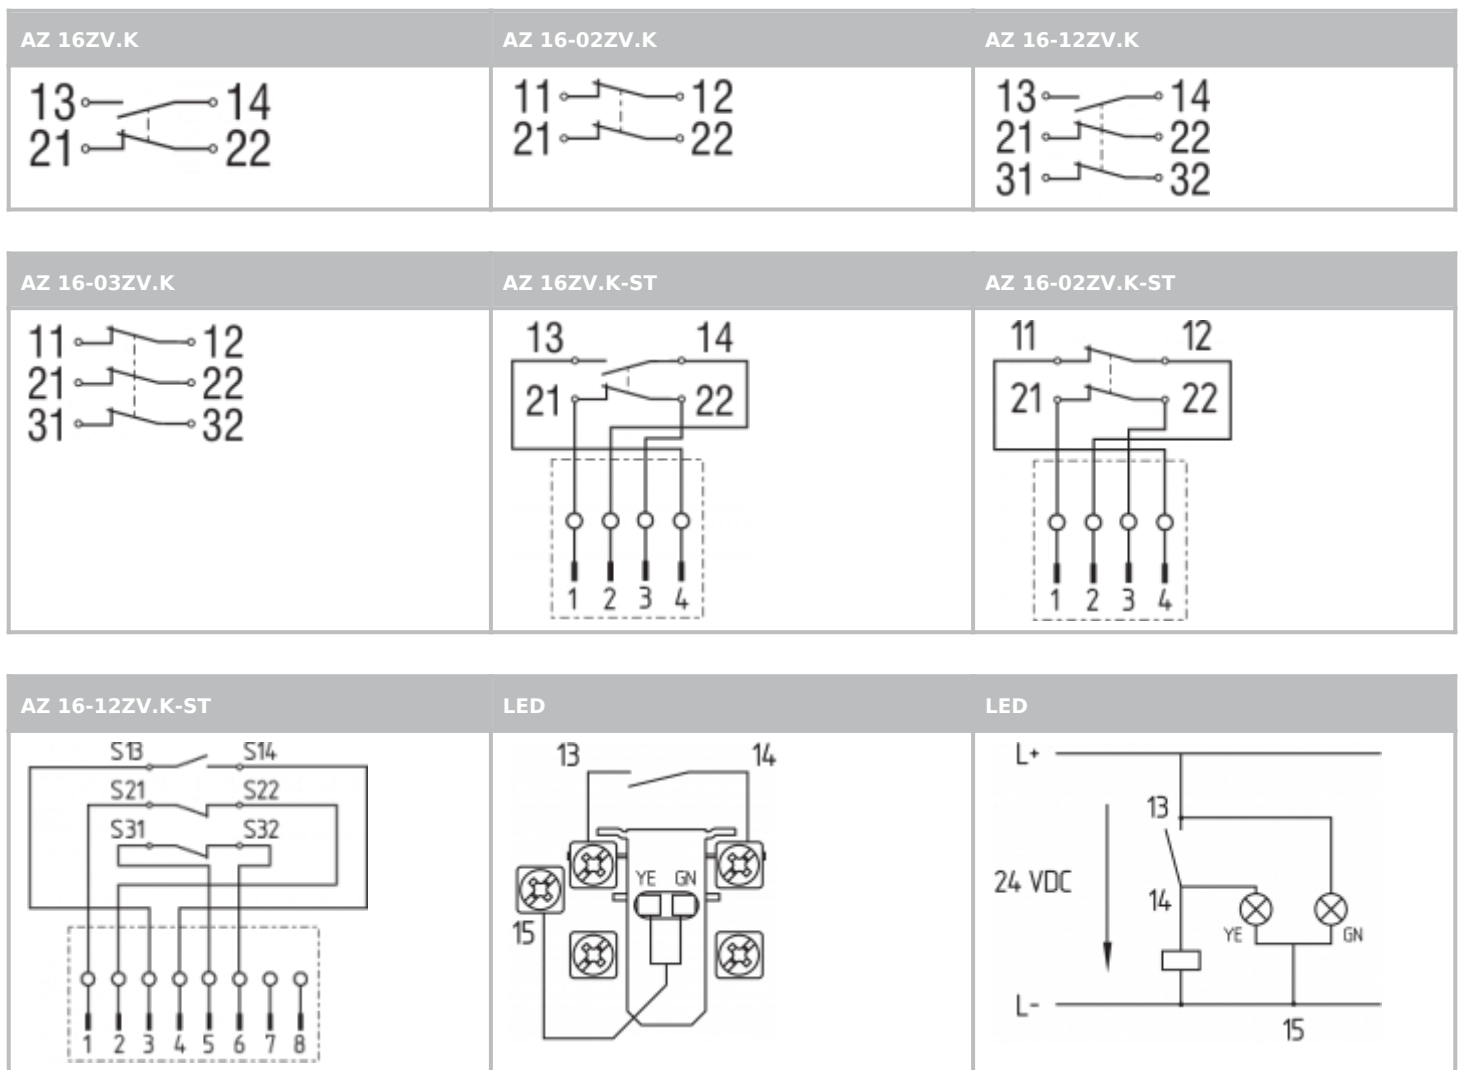 AZ 16ZV.K
AZ 16-02ZV.K
AZ 16-12ZV.K
13 14
21 22
11 12
21 22
13 14
21 22
31 32
AZ 16-03ZV.K
AZ 16ZV.K-ST
AZ 16-02ZV.K-ST
11 12
21 22
31 32
13 14
21 22
1 2 3 4
11 12
21 22
1 2 3 4
AZ 16-12ZV.K-ST
LED
LED
S13 S14
S21 S22
S31 S32
1 2 3 4 5 6 7 8
13 14
YE GN
15
L+
13
24 VDC
14
YE GN
L-
15